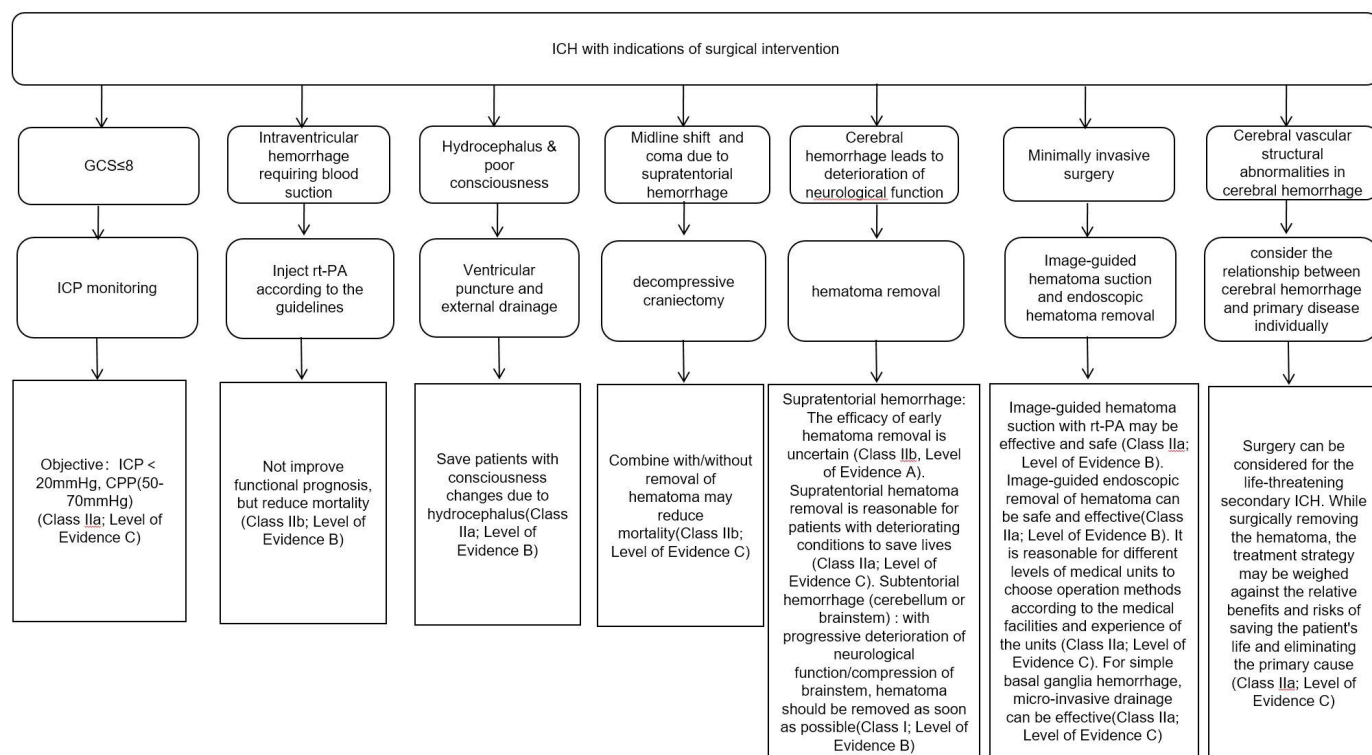 ICH with indications of surgical intervention
GCS≤8
Intraventricular
hemorrhage
requiring blood
suction
Hydrocephalus &
poor
consciousness
Midline shift and
coma due to
supratentorial
hemorrhage
Cerebral
hemorrhage leads to
deterioration of
neurological function
Minimally invasive
surgery
Cerebral vascular
structural
abnormalities in
cerebral hemorrhage
ICP monitoring
Inject rt-PA
according to the
guidelines
Ventricular
puncture and
external drainage
decompressive
craniectomy
hematoma removal
Image-guided
hematoma suction
and endoscopic
hematoma removal
consider the
relationship between
cerebral hemorrhage
and primary disease
individually
Objective：ICP <
20mmHg, CPP(50-
70mmHg)
(Class IIa; Level of
Evidence C)
Not improve
functional prognosis,
but reduce mortality
(Class IIb; Level of
Evidence B)
Save patients with
consciousness
changes due to
hydrocephalus(Class
IIa; Level of
Evidence B)
Combine with/without
removal of
hematoma may
reduce
mortality(Class IIb;
Level of Evidence C)
Supratentorial hemorrhage:
The efficacy of early
hematoma removal is
uncertain (Class IIb, Level
of Evidence A).
Supratentorial hematoma
removal is reasonable for
patients with deteriorating
conditions to save lives
(Class IIa; Level of
Evidence C). Subtentorial
hemorrhage (cerebellum or
brainstem) : with
progressive deterioration of
neurological
function/compression of
brainstem, hematoma
should be removed as soon
as possible(Class I; Level of
Evidence B)
Image-guided hematoma
suction with rt-PA may be
effective and safe (Class IIa;
Level of Evidence B).
Image-guided endoscopic
removal of hematoma can
be safe and effective(Class
IIa; Level of Evidence B). It
is reasonable for different
levels of medical units to
choose operation methods
according to the medical
facilities and experience of
the units (Class IIa; Level of
Evidence C). For simple
basal ganglia hemorrhage,
micro-invasive drainage
can be effective(Class IIa;
Level of Evidence C)
Surgery can be
considered for the
life-threatening
secondary ICH. While
surgically removing
the hematoma, the
treatment strategy
may be weighed
against the relative
benefits and risks of
saving the patient's
life and eliminating
the primary cause
(Class IIa; Level of
Evidence C)